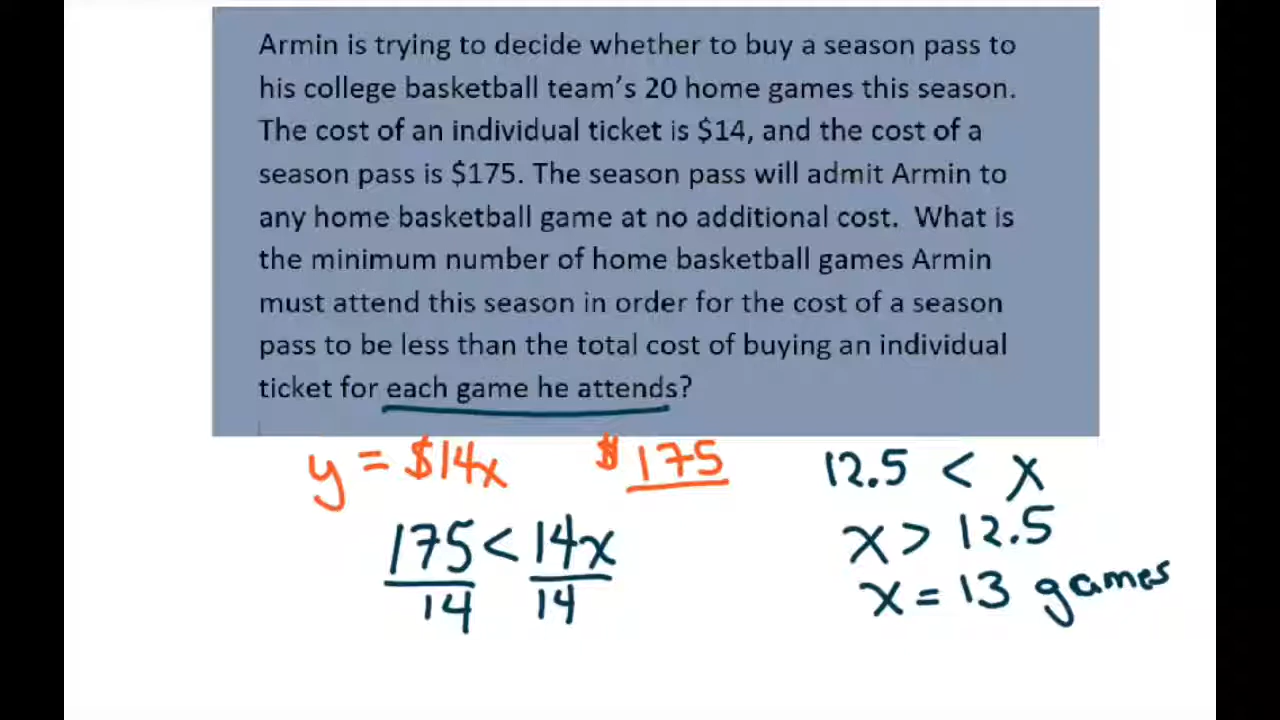 Armin is trying to decide whether to buy a season pass to
his college basketball team's 20 home games this season.
The cost of an individual ticket is $14, and the cost of a
season pass is $175. The season pass will admit Armin to
any home basketball game at no additional cost. What is
the minimum number of home basketball games Armin
must attend this season in order for the cost of a season
pass to be less than the total cost of buying an individual
ticket for each game he attends?
y = $14x
$175
175 < 14x
14 14
12.5 < x
x > 12.5
x = 13 games